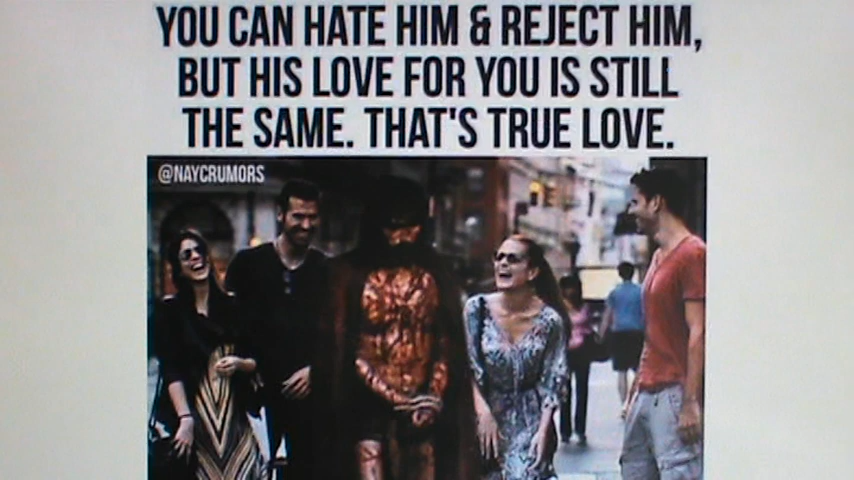 YOU CAN HATE HIM & REJECT HIM,
BUT HIS LOVE FOR YOU IS STILL
THE SAME. THAT'S TRUE LOVE.
@NAYCRUMORS